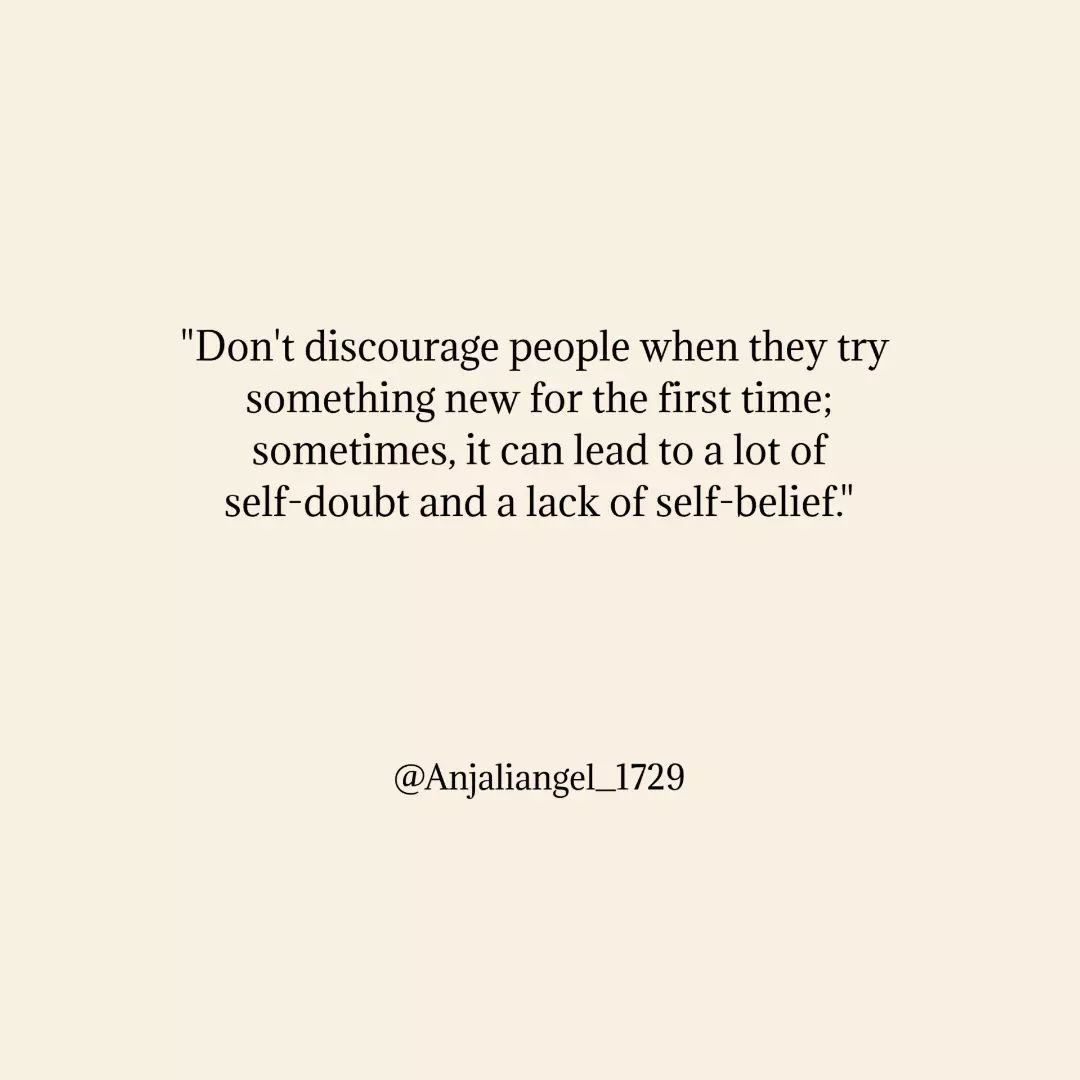 "Don't discourage people when they try
something new for the first time;
sometimes, it can lead to a lot of
self-doubt and a lack of self-belief."
@Anjaliangel_1729